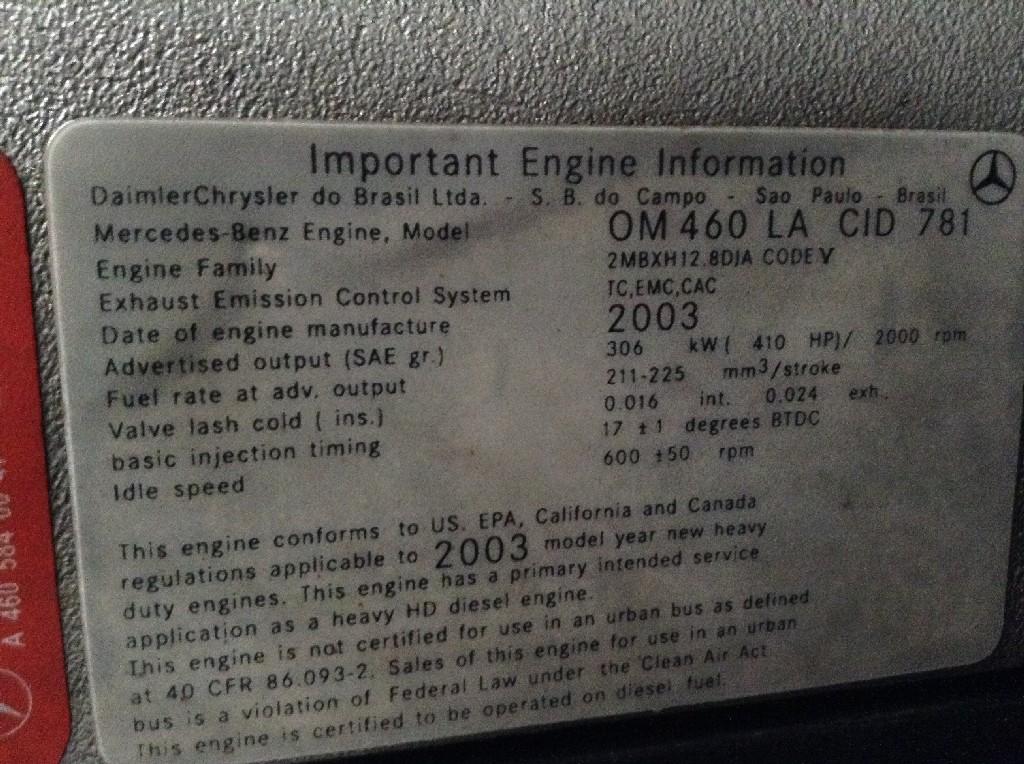 Important Engine Information
DaimlerChrysler do Brasil Ltda. - S. B. do Campo - Sao Paulo - Brasil
Mercedes-Benz Engine, Model OM 460 LA CID 781
Engine Family 2MBXH12.8DJA CODE V
Exhaust Emission Control System TC,EMC,CAC
Date of engine manufacture 2003
Advertised output (SAE gr.) 306 kW( 410 HP)/ 2000 rpm
Fuel rate at adv. output 211-225 mm3/stroke
Valve lash cold ( ins.) 0.016 int. 0.024 exh.
basic injection timing 17 ±1 degrees BTDC
Idle speed 600 ±50 rpm
This engine conforms to US. EPA, California and Canada
regulations applicable to 2003 model year new heavy
duty engines. This engine has a primary intended service
application as a heavy HD diesel engine.
This engine is not certified for use in an urban bus as defined
at 40 CFR 86.093-2. Sales of this engine for use in an urban
bus is a violation of Federal Law under the Clean Air Act
This engine is certified to be operated on diesel fuel.
A 460 584